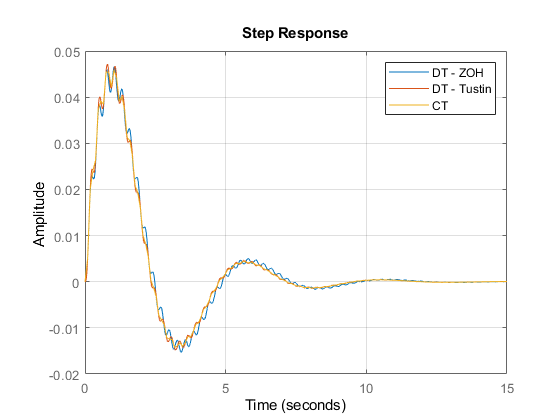 Step Response
0.05
0.04
0.03
0.02
0.01
0
-0.01
-0.02
Amplitude
DT - ZOH
DT - Tustin
CT
0
5
10
15
Time (seconds)